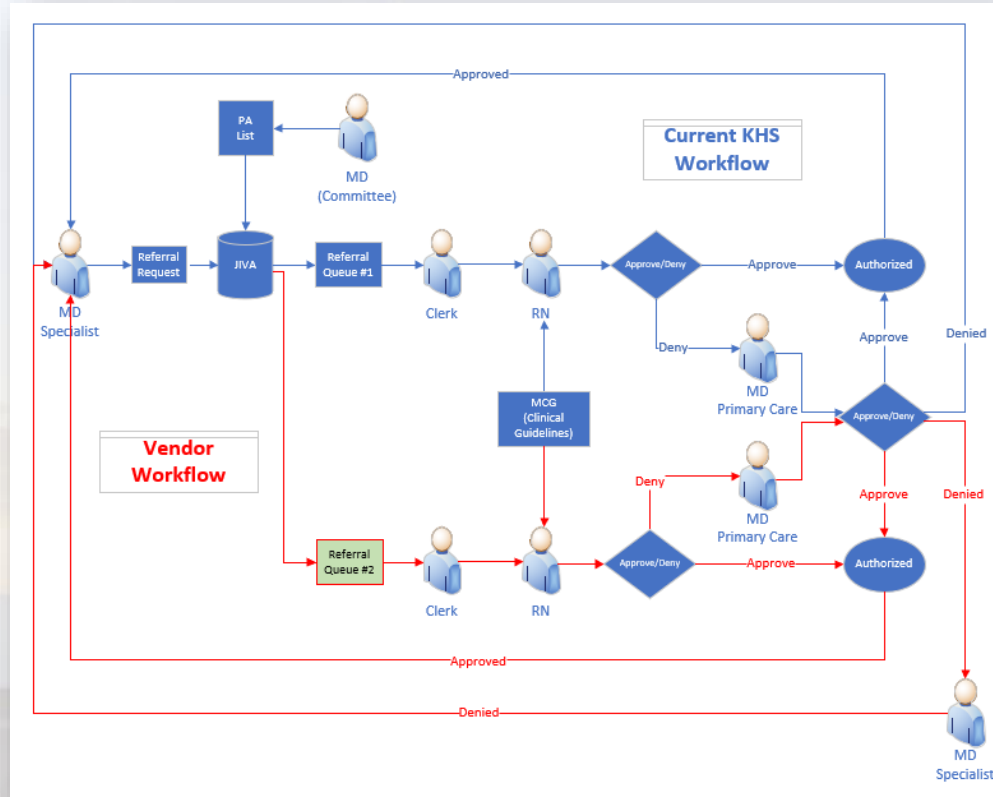 Approved
PA
List
MD
(Committee)
Current KHS
Workflow
MD
Specialist
Referral
Request
JIVA
Referral
Queue #1
Clerk
RN
Approve/Deny
Approve
Authorized
Deny
MD
Primary Care
Approve
Denied
MCG
(Clinical
Guidelines)
Approve/Deny
Vendor
Workflow
Deny
MD
Primary Care
Approve
Denied
Referral
Queue #2
Clerk
RN
Approve/Deny
Approve
Authorized
Approved
Denied
MD
Specialist